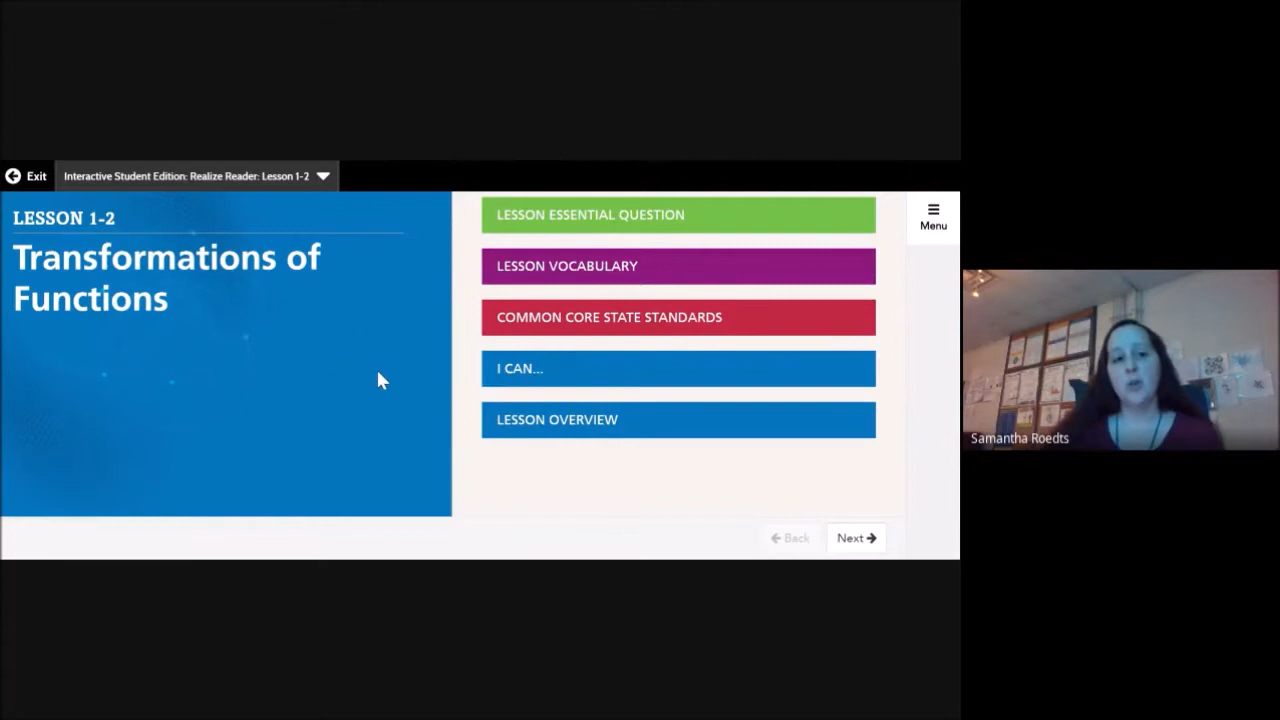 Exit
Interactive Student Edition: Realize Reader: Lesson 1-2
LESSON 1-2
Transformations of
Functions
LESSON ESSENTIAL QUESTION
LESSON VOCABULARY
COMMON CORE STATE STANDARDS
I CAN...
LESSON OVERVIEW
Menu
Back
Next
Samantha Roedts